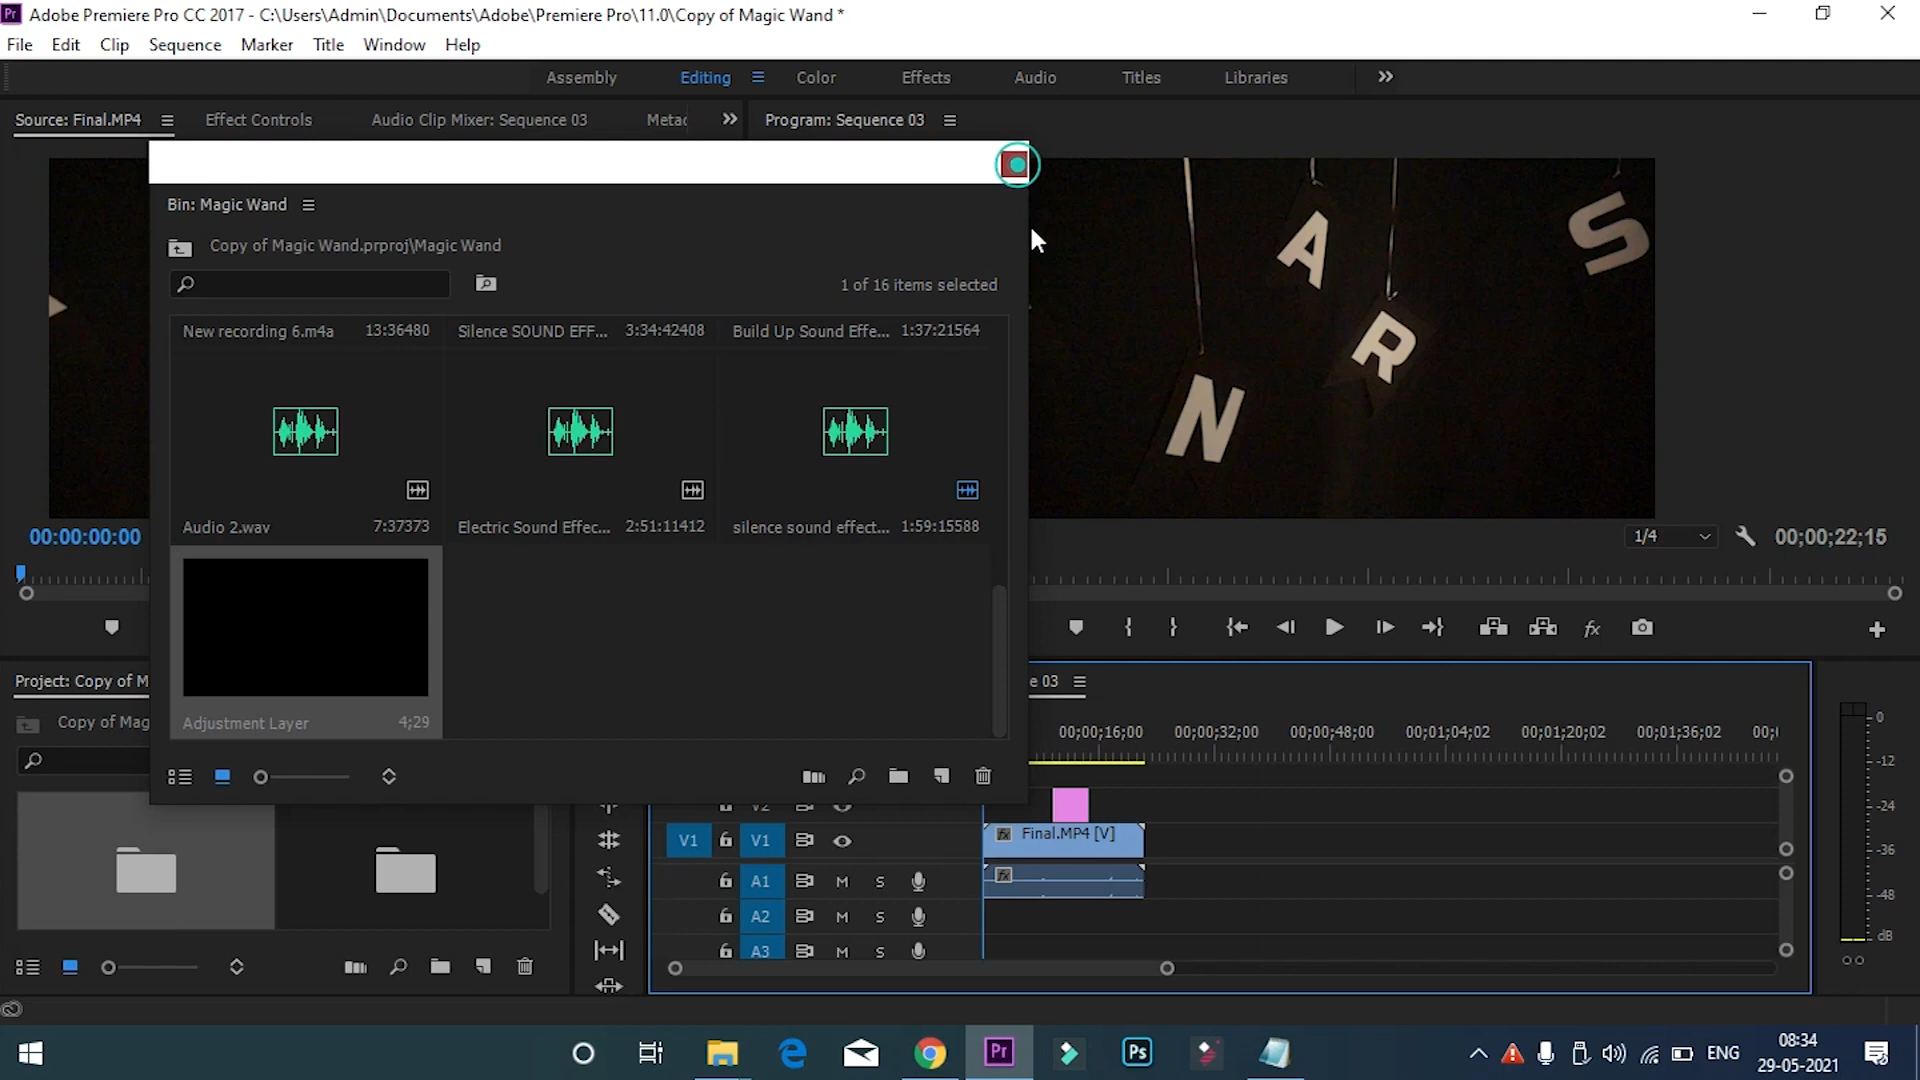 Adobe Premiere Pro CC 2017 - C:\Users\Admin\Documents\Adobe\Premiere Pro\11.0\Copy of Magic Wand *
File Edit Clip Sequence Marker Title Window Help
Assembly Editing Color Effects Audio Titles Libraries
Source: Final.MP4 Effect Controls Audio Clip Mixer: Sequence 03 Metac Program: Sequence 03
Bin: Magic Wand
Copy of Magic Wand.prproj\Magic Wand
1 of 16 items selected
New recording 6.m4a 13:36480 Silence SOUND EFF... 3:34:42408 Build Up Sound Effe... 1:37:21564
Audio 2.wav 7:37373 Electric Sound Effec... 2:51:11412 silence sound effect... 1:59:15588
Adjustment Layer 4;29
A
S
R
N
00:00:00:00 1/4 00;00;22;15
Project: Copy of M
Copy of Mag
e 03
00;00;16;00 00;00;32;00 00;00;48;00 00;01;04;02 00;01;20;02 00;01;36;02 00;
V2
V1 V1 Final.MP4 [V]
A1 M S
A2 M S
A3 M S
fx
0
-12
-24
-36
-48
dB
Pr Ps
ENG
08:34
29-05-2021